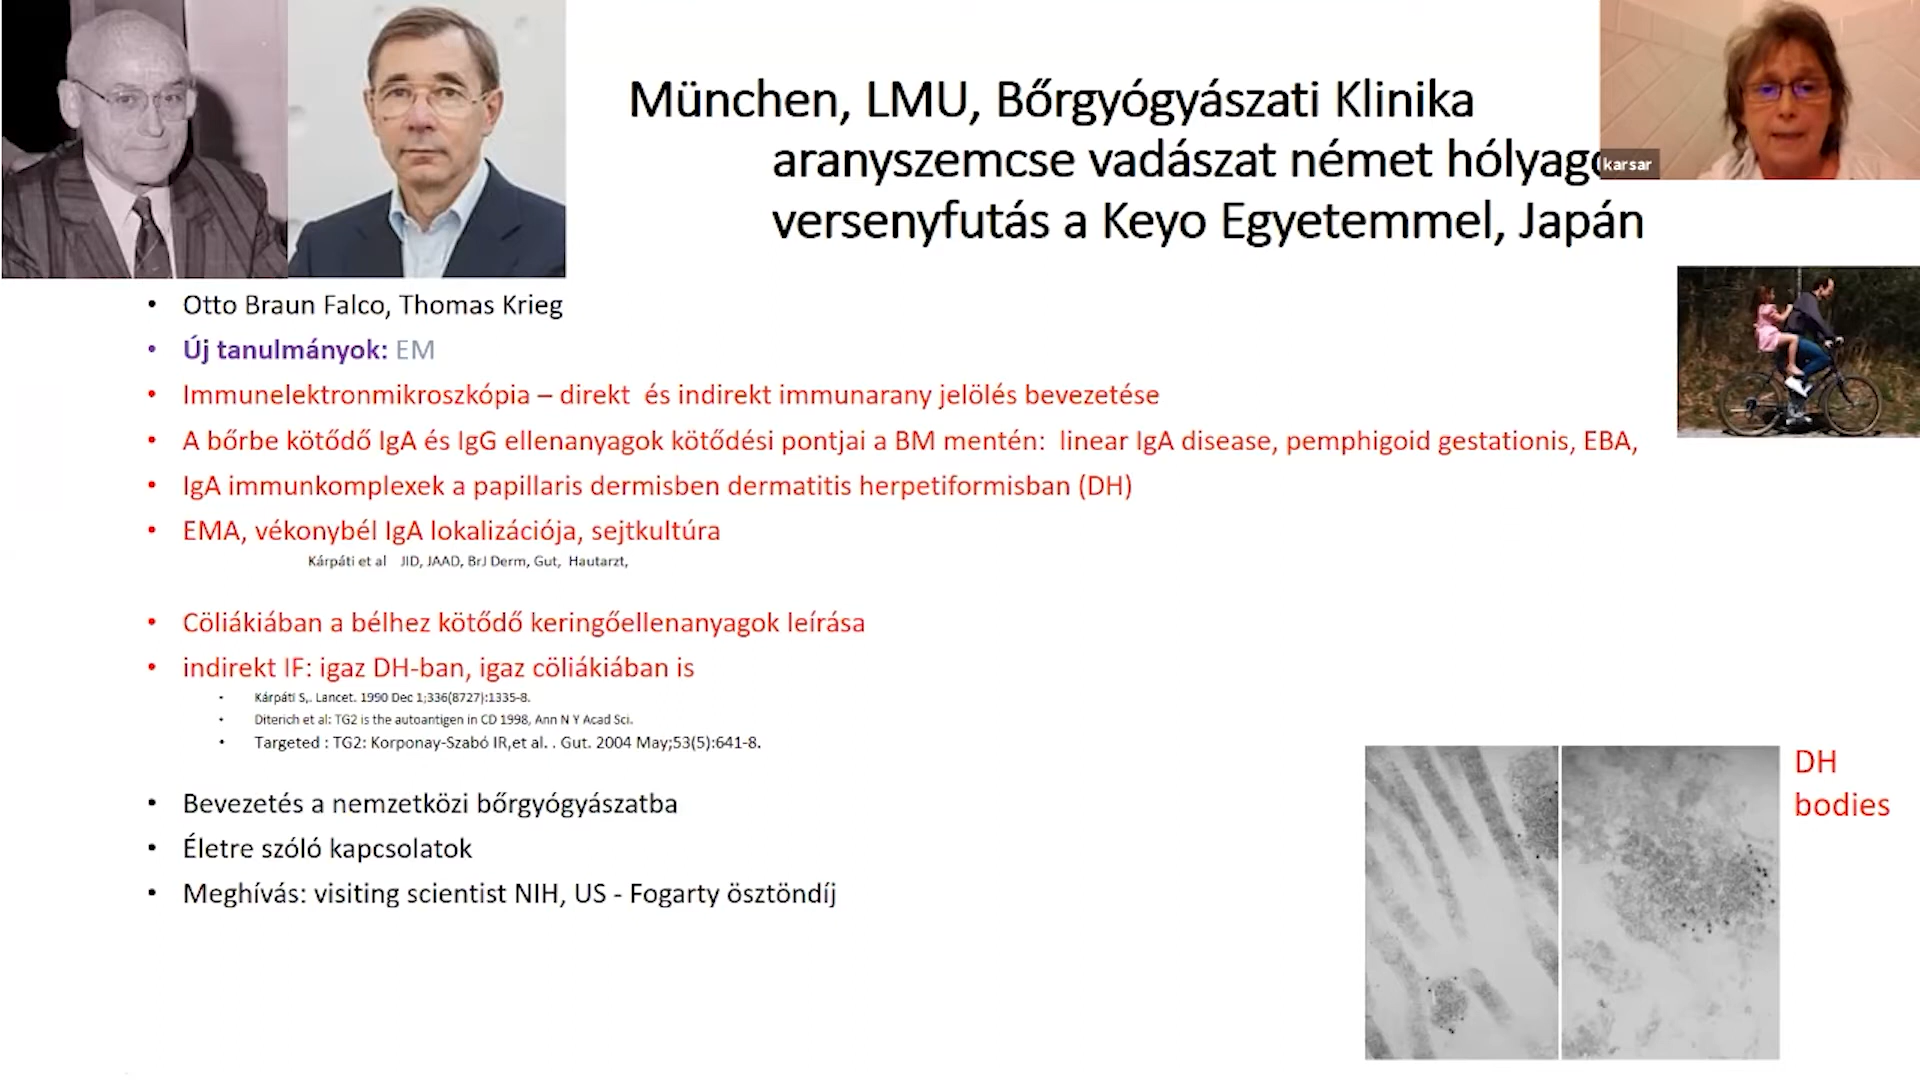 München, LMU, Bőrgyógyászati Klinika
aranyszemcse vadászat német
versenyfutás a Keyo Egyetemmel, Japán
karsar
• Otto Braun Falco, Thomas Krieg
• Új tanulmányok: EM
• Immunelektronmikroszkópia – direkt és indirekt immunarany jelölés bevezetése
• A bőrbe kötődő IgA és IgG ellenanyagok kötődési pontjai a BM mentén: linear IgA disease, pemphigoid gestationis, EBA,
• IgA immunkomplexek a papillaris dermisben dermatitis herpetiformisban (DH)
• EMA, vékonybél IgA lokalizációja, sejtkultúra
Kárpáti et al JID, JAAD, BrJ Derm, Gut, Hautarzt,
• Cöliákiában a bélhez kötődő keringőellenanyagok leírása
• indirekt IF: igaz DH-ban, igaz cöliákiában is
• Kárpáti S,. Lancet. 1990 Dec 1;336(8727):1335-8.
• Diterich et al: TG2 is the autoantigen in CD 1998, Ann N Y Acad Sci.
• Targeted : TG2: Korponay-Szabó IR,et al. . Gut. 2004 May;53(5):641-8.
• Bevezetés a nemzetközi bőrgyógyászatba
• Életre szóló kapcsolatok
• Meghívás: visiting scientist NIH, US - Fogarty ösztöndíj
DH
bodies